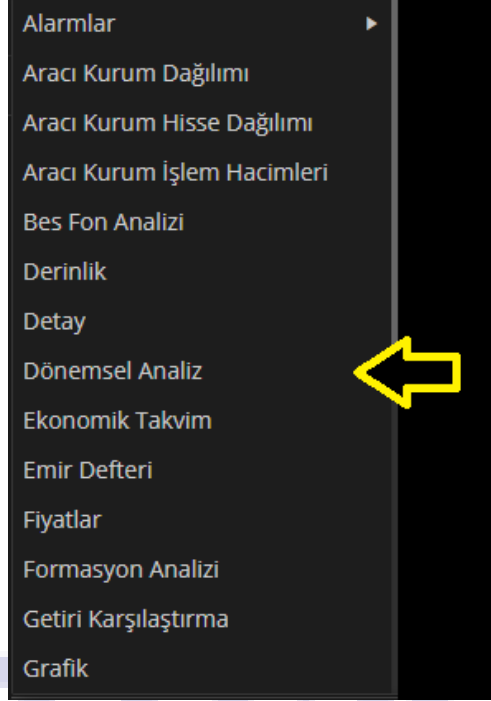 Alarmlar
Aracı Kurum Dağılımı
Aracı Kurum Hisse Dağılımı
Aracı Kurum İşlem Hacimleri
Bes Fon Analizi
Derinlik
Detay
Dönemsel Analiz
Ekonomik Takvim
Emir Defteri
Fiyatlar
Formasyon Analizi
Getiri Karşılaştırma
Grafik